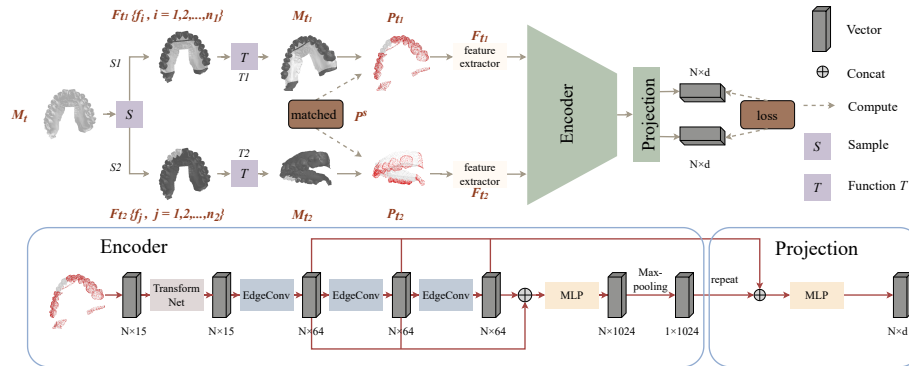 Ft1 {fi , i = 1,2,...,n1}
Mt1
Pt1
Ft1
S1
T
T1
feature
extractor
Mt
S
matched
Ps
Encoder
Projection
N×d
loss
N×d
S2
T2
T
feature
extractor
Ft2
Ft2 {fj , j = 1,2,...,n2}
Mt2
Pt2
Vector
Concat
Compute
S
Sample
T
Function T
Encoder
Transform
Net
EdgeConv
EdgeConv
EdgeConv
MLP
Max-
pooling
N×15
N×15
N×64
N×64
N×64
N×1024
1×1024
Projection
repeat
MLP
N×d